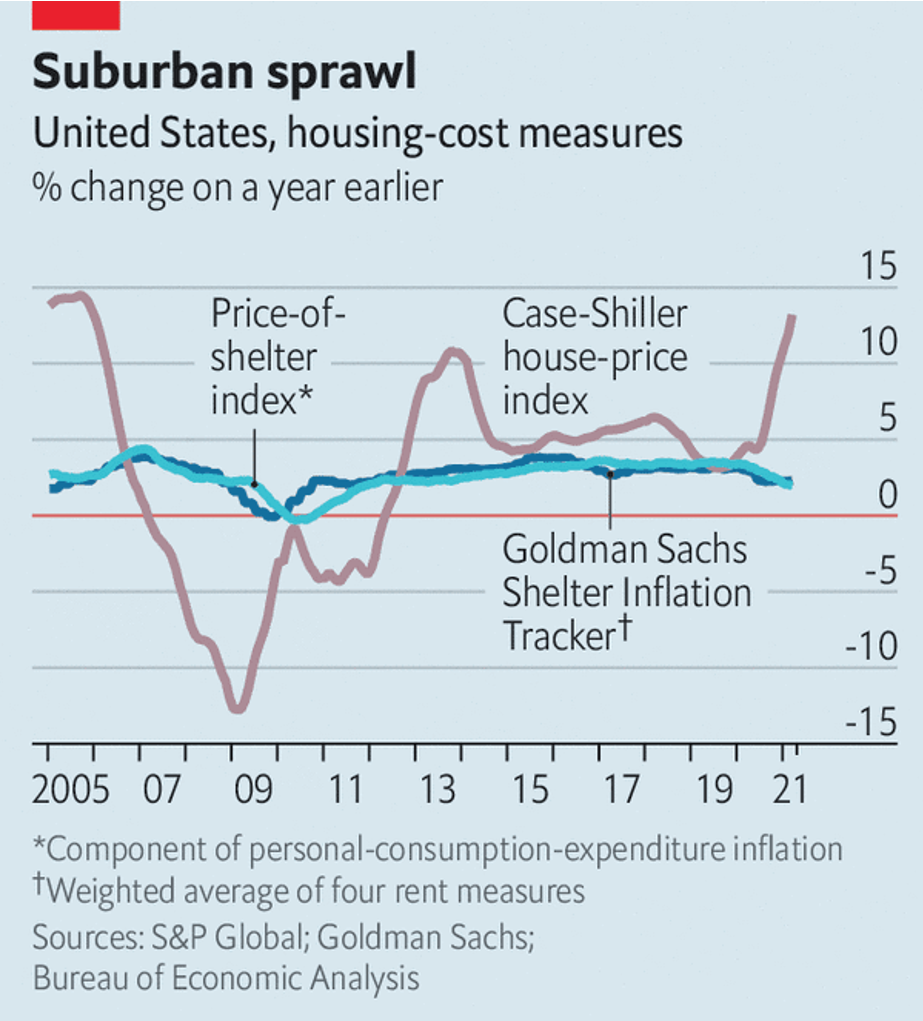 Suburban sprawl
United States, housing-cost measures
% change on a year earlier
15
Price-of-
shelter
index*
Case-Shiller
house-price
index
10
5
0
Goldman Sachs
Shelter Inflation
Tracker†
-5
-10
-15
2005 07 09 11 13 15 17 19 21
*Component of personal-consumption-expenditure inflation
†Weighted average of four rent measures
Sources: S&P Global; Goldman Sachs;
Bureau of Economic Analysis